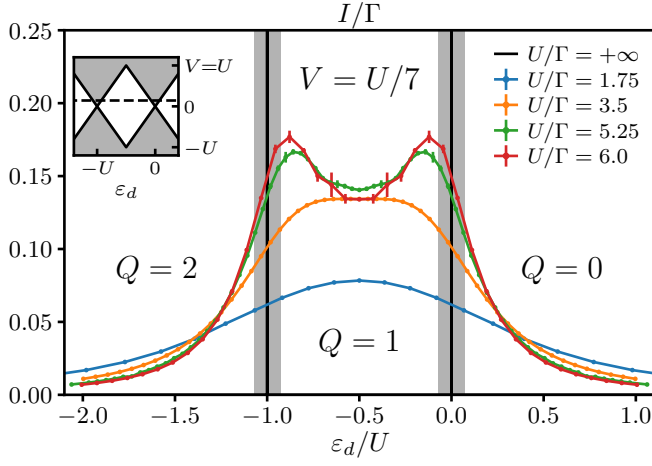 I/Γ
0.25
0.20
0.15
0.10
0.05
0.00
V=U
0
−U
−U 0
ε_d
V = U/7
U/Γ = +∞
U/Γ = 1.75
U/Γ = 3.5
U/Γ = 5.25
U/Γ = 6.0
Q = 2
Q = 1
Q = 0
−2.0 −1.5 −1.0 −0.5 0.0 0.5 1.0
ε_d/U